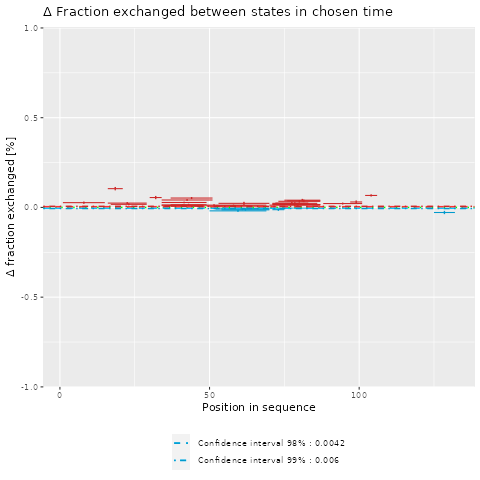 Δ Fraction exchanged between states in chosen time
Δ fraction exchanged [%]
1.0
0.5
0.0
-0.5
-1.0
0
50
100
Position in sequence
Confidence interval 98% : 0.0042
Confidence interval 99% : 0.006